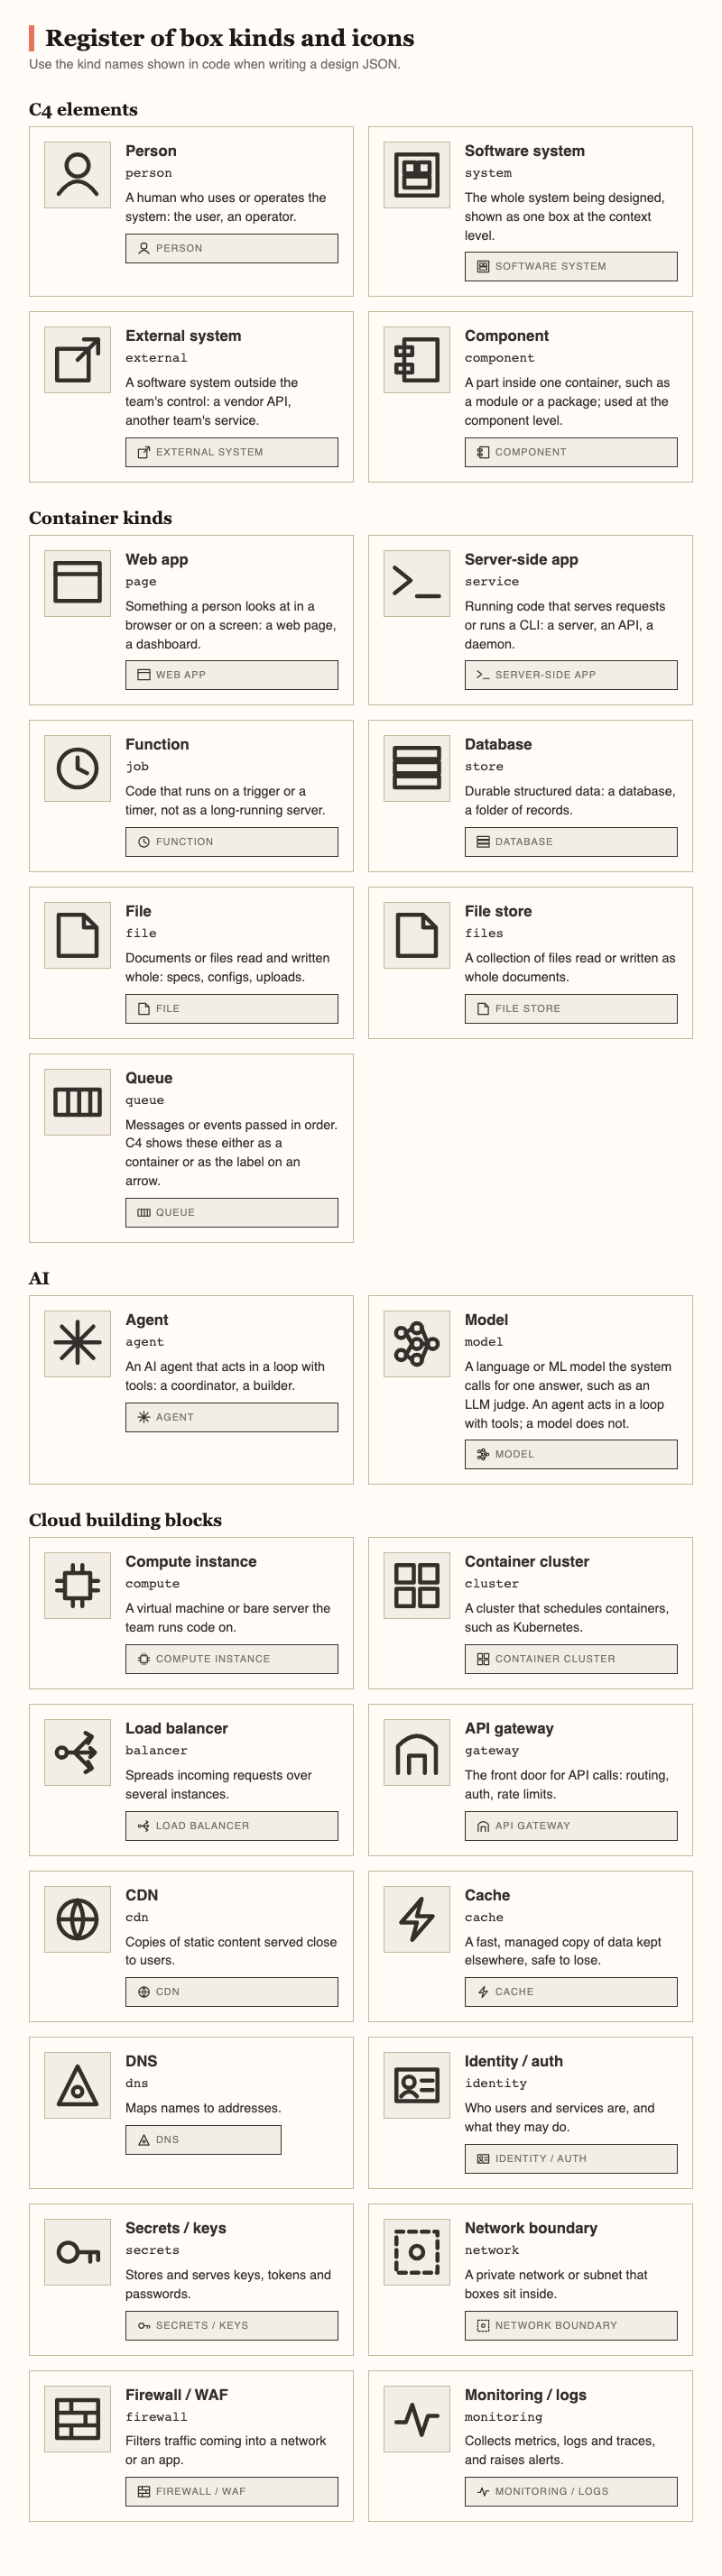 Register of box kinds and icons
Use the kind names shown in code when writing a design JSON.
C4 elements
Person
person
A human who uses or operates the
system: the user, an operator.
PERSON
Software system
system
The whole system being designed,
shown as one box at the context
level.
SOFTWARE SYSTEM
External system
external
A software system outside the
team's control: a vendor API,
another team's service.
EXTERNAL SYSTEM
Component
component
A part inside one container, such as
a module or a package; used at the
component level.
COMPONENT
Container kinds
Web app
page
Something a person looks at in a
browser or on a screen: a web page,
a dashboard.
WEB APP
Server-side app
service
Running code that serves requests
or runs a CLI: a server, an API, a
daemon.
SERVER-SIDE APP
Function
job
Code that runs on a trigger or a
timer, not as a long-running server.
FUNCTION
Database
store
Durable structured data: a database,
a folder of records.
DATABASE
File
file
Documents or files read and written
whole: specs, configs, uploads.
FILE
File store
files
A collection of files read or written as
whole documents.
FILE STORE
Queue
queue
Messages or events passed in order.
C4 shows these either as a
container or as the label on an
arrow.
QUEUE
AI
Agent
agent
An AI agent that acts in a loop with
tools: a coordinator, a builder.
AGENT
Model
model
A language or ML model the system
calls for one answer, such as an
LLM judge. An agent acts in a loop
with tools; a model does not.
MODEL
Cloud building blocks
Compute instance
compute
A virtual machine or bare server the
team runs code on.
COMPUTE INSTANCE
Container cluster
cluster
A cluster that schedules containers,
such as Kubernetes.
CONTAINER CLUSTER
Load balancer
balancer
Spreads incoming requests over
several instances.
LOAD BALANCER
API gateway
gateway
The front door for API calls: routing,
auth, rate limits.
API GATEWAY
CDN
cdn
Copies of static content served close
to users.
CDN
Cache
cache
A fast, managed copy of data kept
elsewhere, safe to lose.
CACHE
DNS
dns
Maps names to addresses.
DNS
Identity / auth
identity
Who users and services are, and
what they may do.
IDENTITY / AUTH
Secrets / keys
secrets
Stores and serves keys, tokens and
passwords.
SECRETS / KEYS
Network boundary
network
A private network or subnet that
boxes sit inside.
NETWORK BOUNDARY
Firewall / WAF
firewall
Filters traffic coming into a network
or an app.
FIREWALL / WAF
Monitoring / logs
monitoring
Collects metrics, logs and traces,
and raises alerts.
MONITORING / LOGS